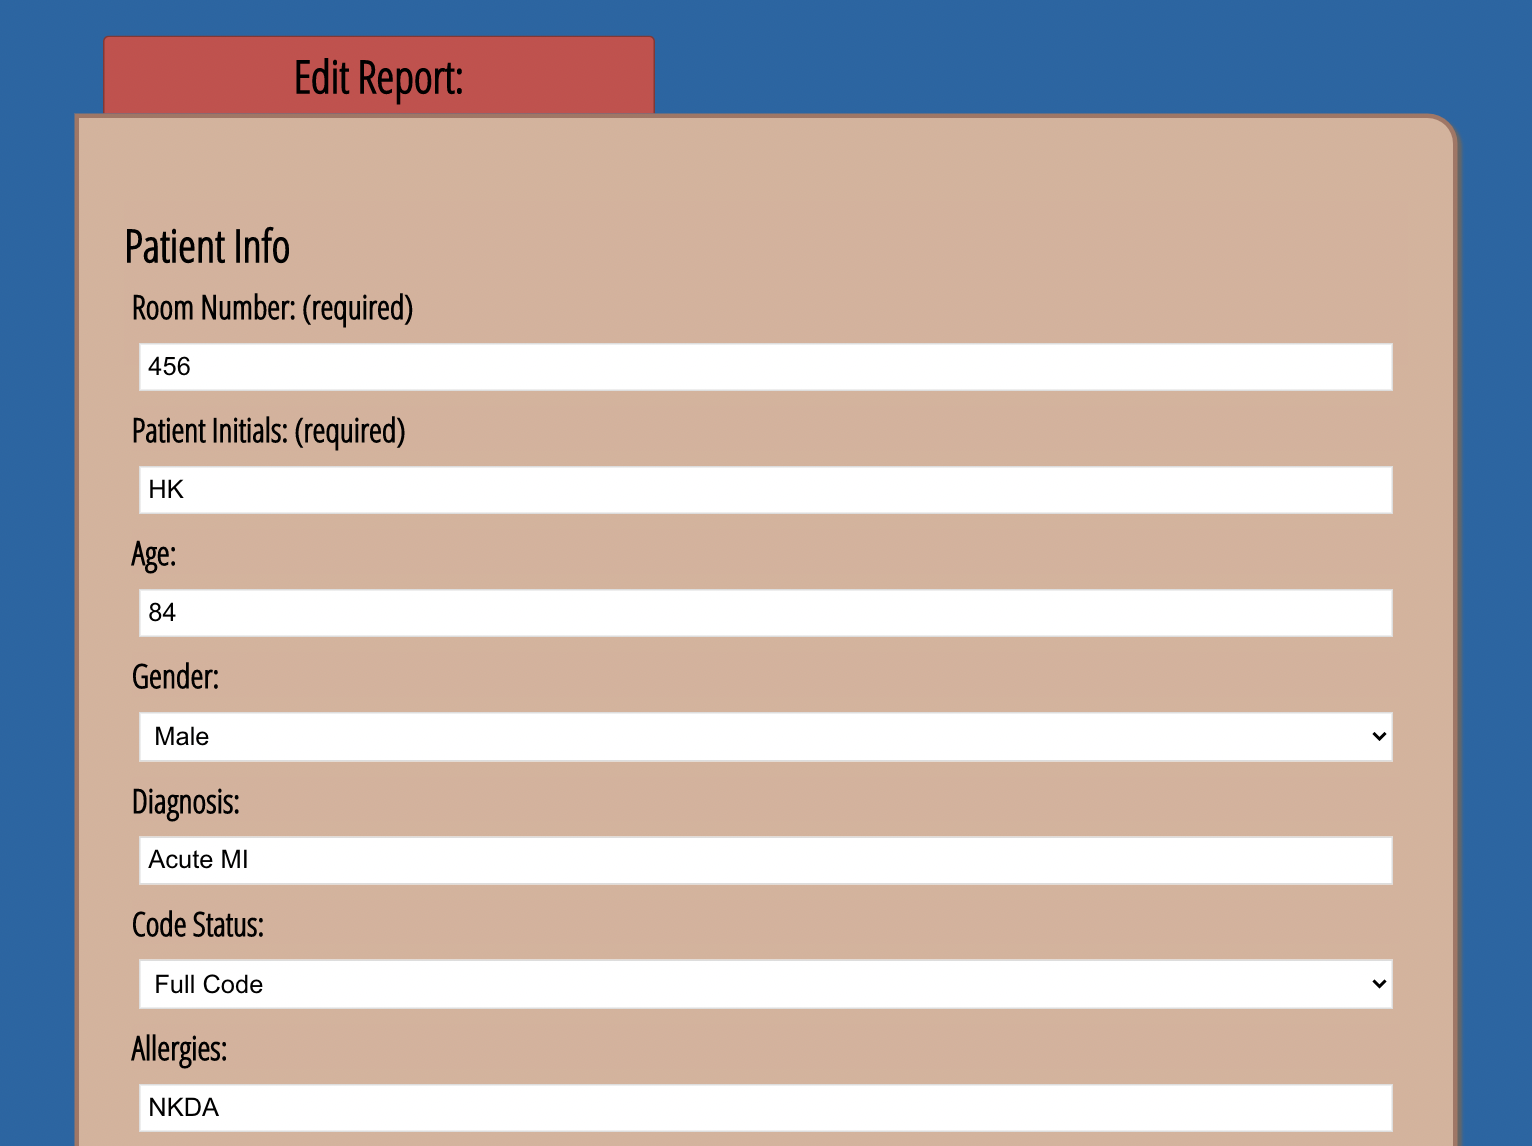 Edit Report:
Patient Info
Room Number: (required)
456
Patient Initials: (required)
HK
Age:
84
Gender:
Male
Diagnosis:
Acute MI
Code Status:
Full Code
Allergies:
NKDA